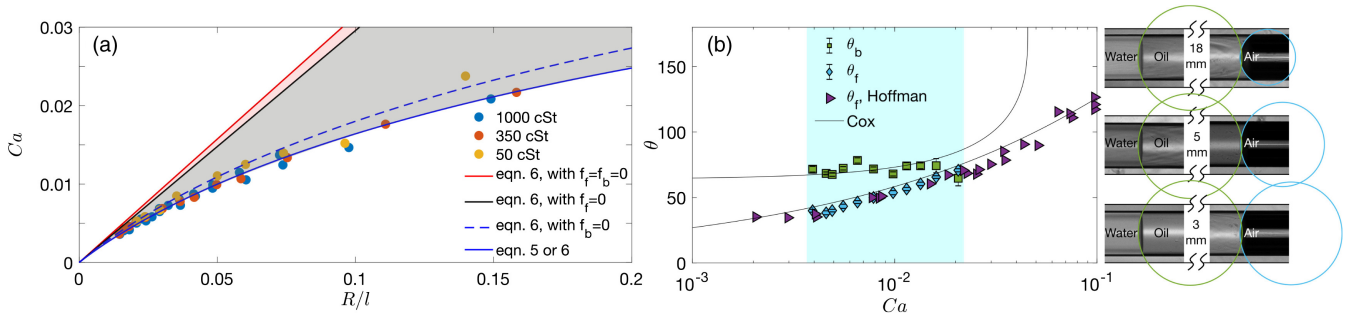 (a)
Ca
0.03
0.02
0.01
0
0
0.05
0.1
0.15
0.2
R/l
1000 cSt
350 cSt
50 cSt
eqn. 6, with f_f=f_b=0
eqn. 6, with f_f=0
eqn. 6, with f_b=0
eqn. 5 or 6
(b)
θ
150
100
50
0
10^-3
10^-2
10^-1
Ca
θ_b
θ_f
θ_f, Hoffman
Cox
Water
Oil
18
mm
Air
Water
Oil
5
mm
Air
Water
Oil
3
mm
Air